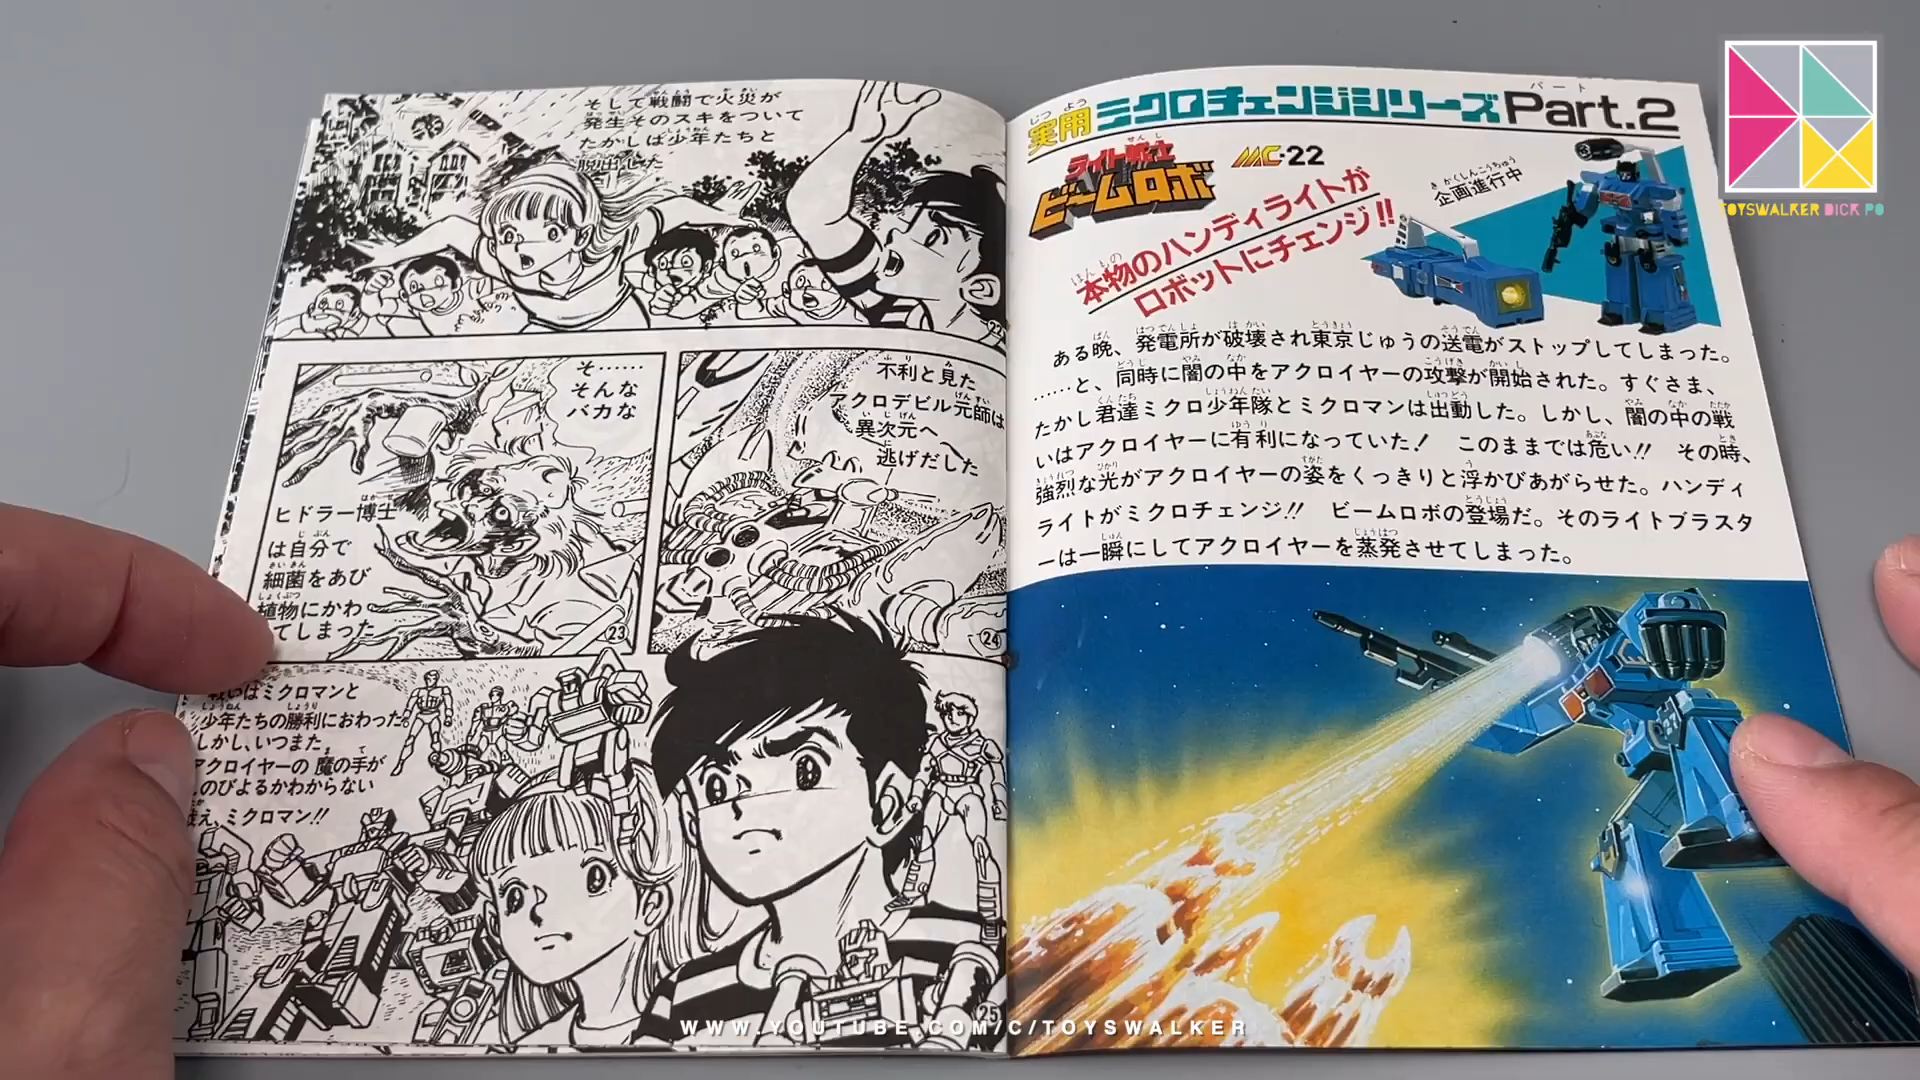 そして戦闘で火災が
発生そのスキをついて
たかしは少年たちと
脱出した
22
そ……
そんな
バカな
ヒドラー博士
は自分で
細菌をあび
植物にかわ
てしまった
23
不利と見た
アクロデビル元師は
異次元へ
逃げだした
24
戦いはミクロマンと
少年たちの勝利におわった
しかし、いつまた
アクロイヤーの魔の手が
のびよるかわからない
え、ミクロマン!!
25
実用ミクロチェンジシリーズPart.2
ライト戦士
ビームロボ
MC-22
本物のハンディライトが
ロボットにチェンジ!!
企画進行中
ある晩、発電所が破壊され東京じゅうの送電がストップしてしまった。
……と、同時に闇の中をアクロイヤーの攻撃が開始された。すぐさま、
たかし君達ミクロ少年隊とミクロマンは出動した。しかし、闇の中の戦
いはアクロイヤーに有利になっていた! このままでは危い!! その時、
強烈な光がアクロイヤーの姿をくっきりと浮かびあがらせた。ハンディ
ライトがミクロチェンジ!! ビームロボの登場だ。そのライトブラスタ
ーは一瞬にしてアクロイヤーを蒸発させてしまった。
TOYSWALKER DICK PO
WWW.YOUTUBE.COM/C/TOYSWALKER